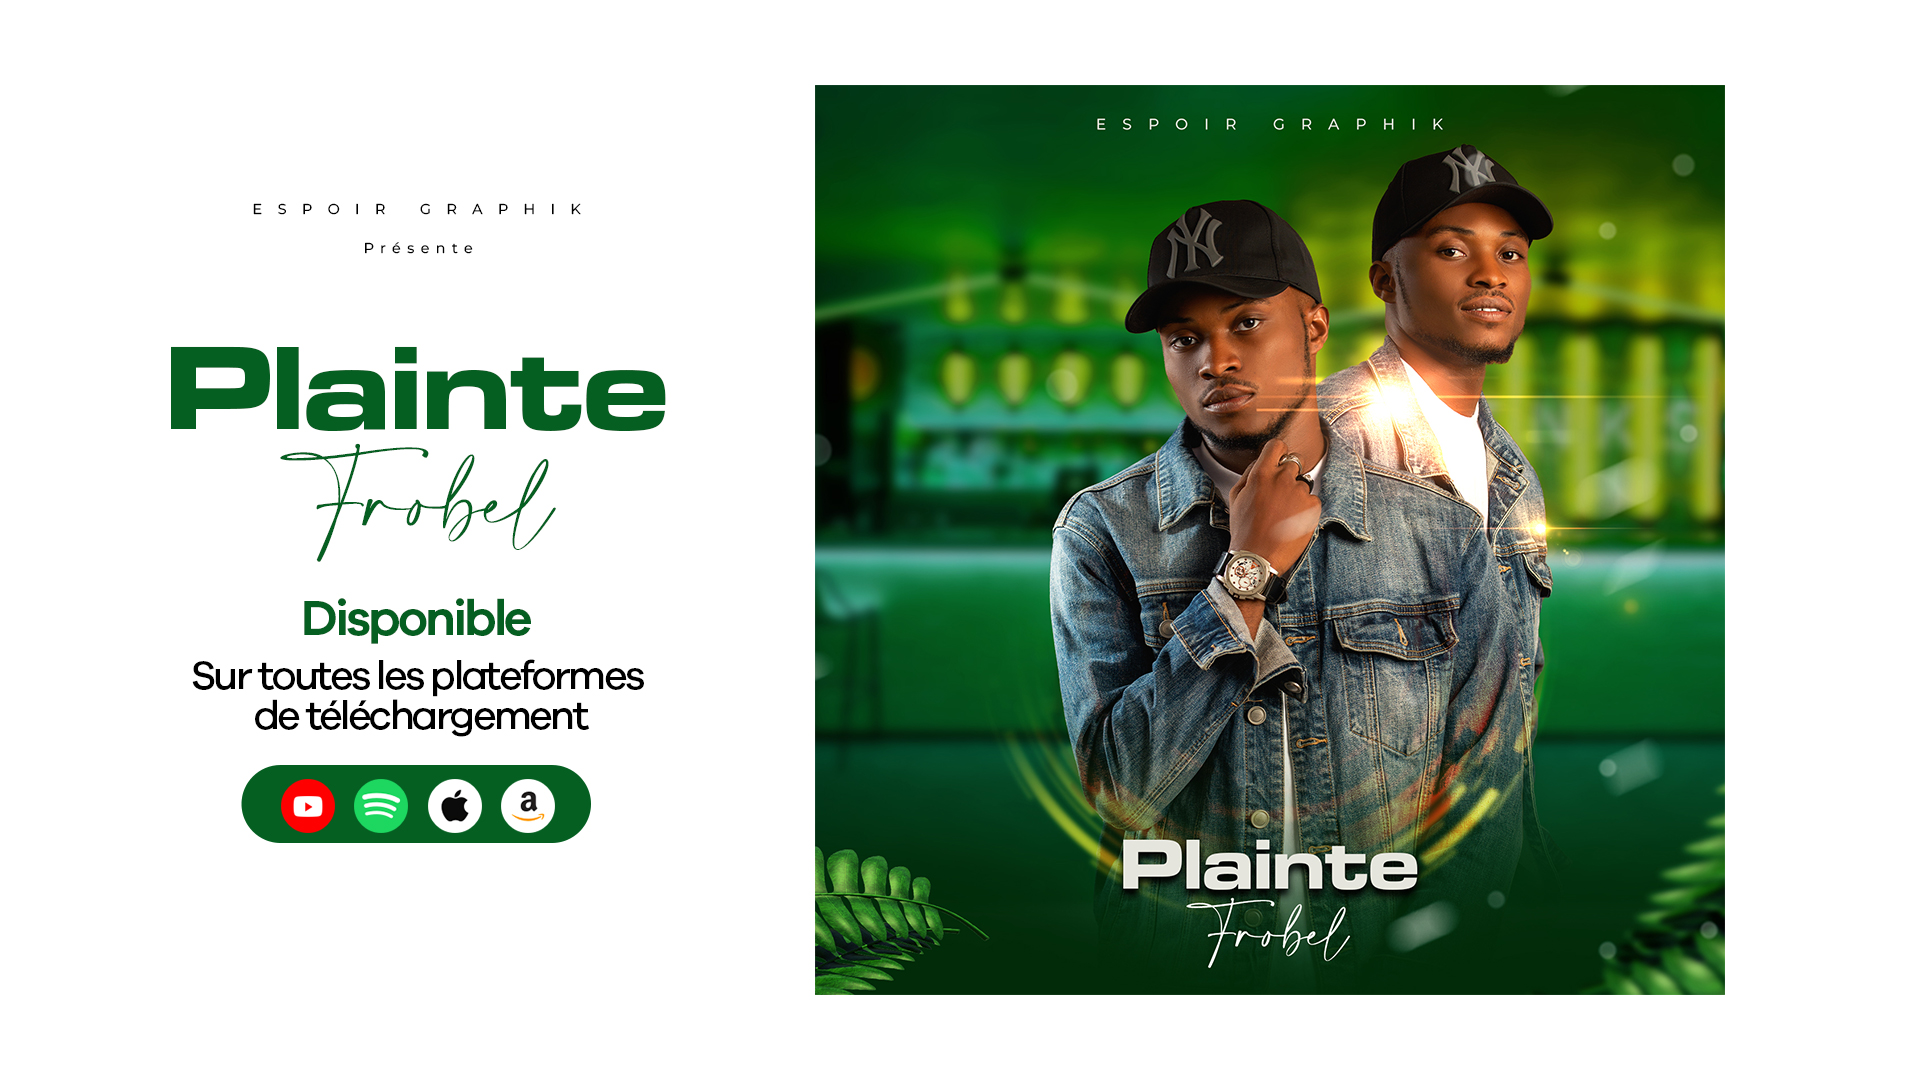 ESPOIR GRAPHIK
Présente
Plainte
Frobel
Disponible
Sur toutes les plateformes
de téléchargement
a
ESPOIR GRAPHIK
NY
NY
Plainte
Frobel